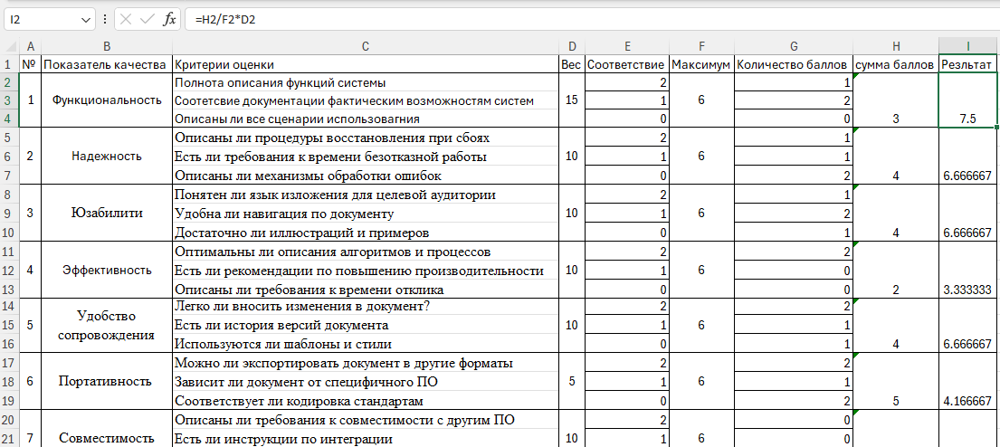 I2 fx =H2/F2*D2
A B C D E F G H I
1 № Показатель качества Критерии оценки Вес Соответствие Максимум Количество баллов сумма баллов Резльтат
2 Полнота описания функций системы 2 1
3 1 Функциональность Соотетсвие документации фактическим возможностям систем 15 1 6 2
4 Описаны ли все сценарии использовагния 0 0 3 7.5
5 Описаны ли процедуры восстановления при сбоях 2 1
6 2 Надежность Есть ли требования к времени безотказной работы 10 1 6 1
7 Описаны ли механизмы обработки ошибок 0 2 4 6.666667
8 Понятен ли язык изложения для целевой аудитории 2 1
9 3 Юзабилити Удобна ли навигация по документу 10 1 6 2
10 Достаточно ли иллюстраций и примеров 0 1 4 6.666667
11 Оптимальны ли описания алгоритмов и процессов 2 2
12 4 Эффективность Есть ли рекомендации по повышению производительности 10 1 6 0
13 Описаны ли требования к времени отклика 0 0 2 3.333333
14 Легко ли вносить изменения в документ? 2 2
15 5 Удобство сопровождения Есть ли история версий документа 10 1 6 1
16 Используются ли шаблоны и стили 0 1 4 6.666667
17 Можно ли экспортировать документ в другие форматы 2 2
18 6 Портативность Зависит ли документ от специфичного ПО 5 1 6 1
19 Соответствует ли кодировка стандартам 0 2 5 4.166667
20 Описаны ли требования к совместимости с другим ПО 2 0
21 7 Совместимость Есть ли инструкции по интеграции 10 1 6 0